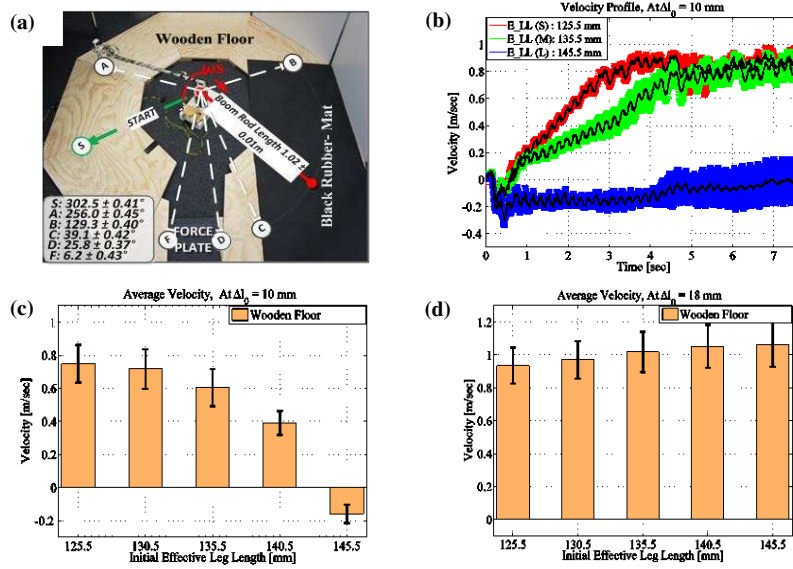 (a)
Wooden Floor
A
WS
B
START
Boom Rod Length 1.02 ±
0.01m
Black Rubber- Mat
S
S: 302.5 ± 0.41°
A: 256.0 ± 0.45°
B: 129.3 ± 0.40°
C: 39.1 ± 0.42°
D: 25.8 ± 0.37°
F: 6.2 ± 0.43°
FORCE
PLATE
F
D
C
(b)
Velocity Profile, At Δl₀ = 10 mm
E_LL (S) : 125.5 mm
E_LL (M): 135.5 mm
E_LL (L) : 145.5 mm
Velocity [m/sec]
1
0.8
0.6
0.4
0.2
0
-0.2
-0.4
0 1 2 3 4 5 6 7
Time [sec]
(c)
Average Velocity, At Δl₀ = 10 mm
Wooden Floor
Velocity [m/sec]
1
0.8
0.6
0.4
0.2
0
-0.2
125.5 130.5 135.5 140.5 145.5
Initial Effective Leg Length [mm]
(d)
Average Velocity, At Δl₀ = 18 mm
Wooden Floor
Velocity [m/sec]
1.2
1
0.8
0.6
0.4
0.2
0
125.5 130.5 135.5 140.5 145.5
Initial Effective Leg Length [mm]